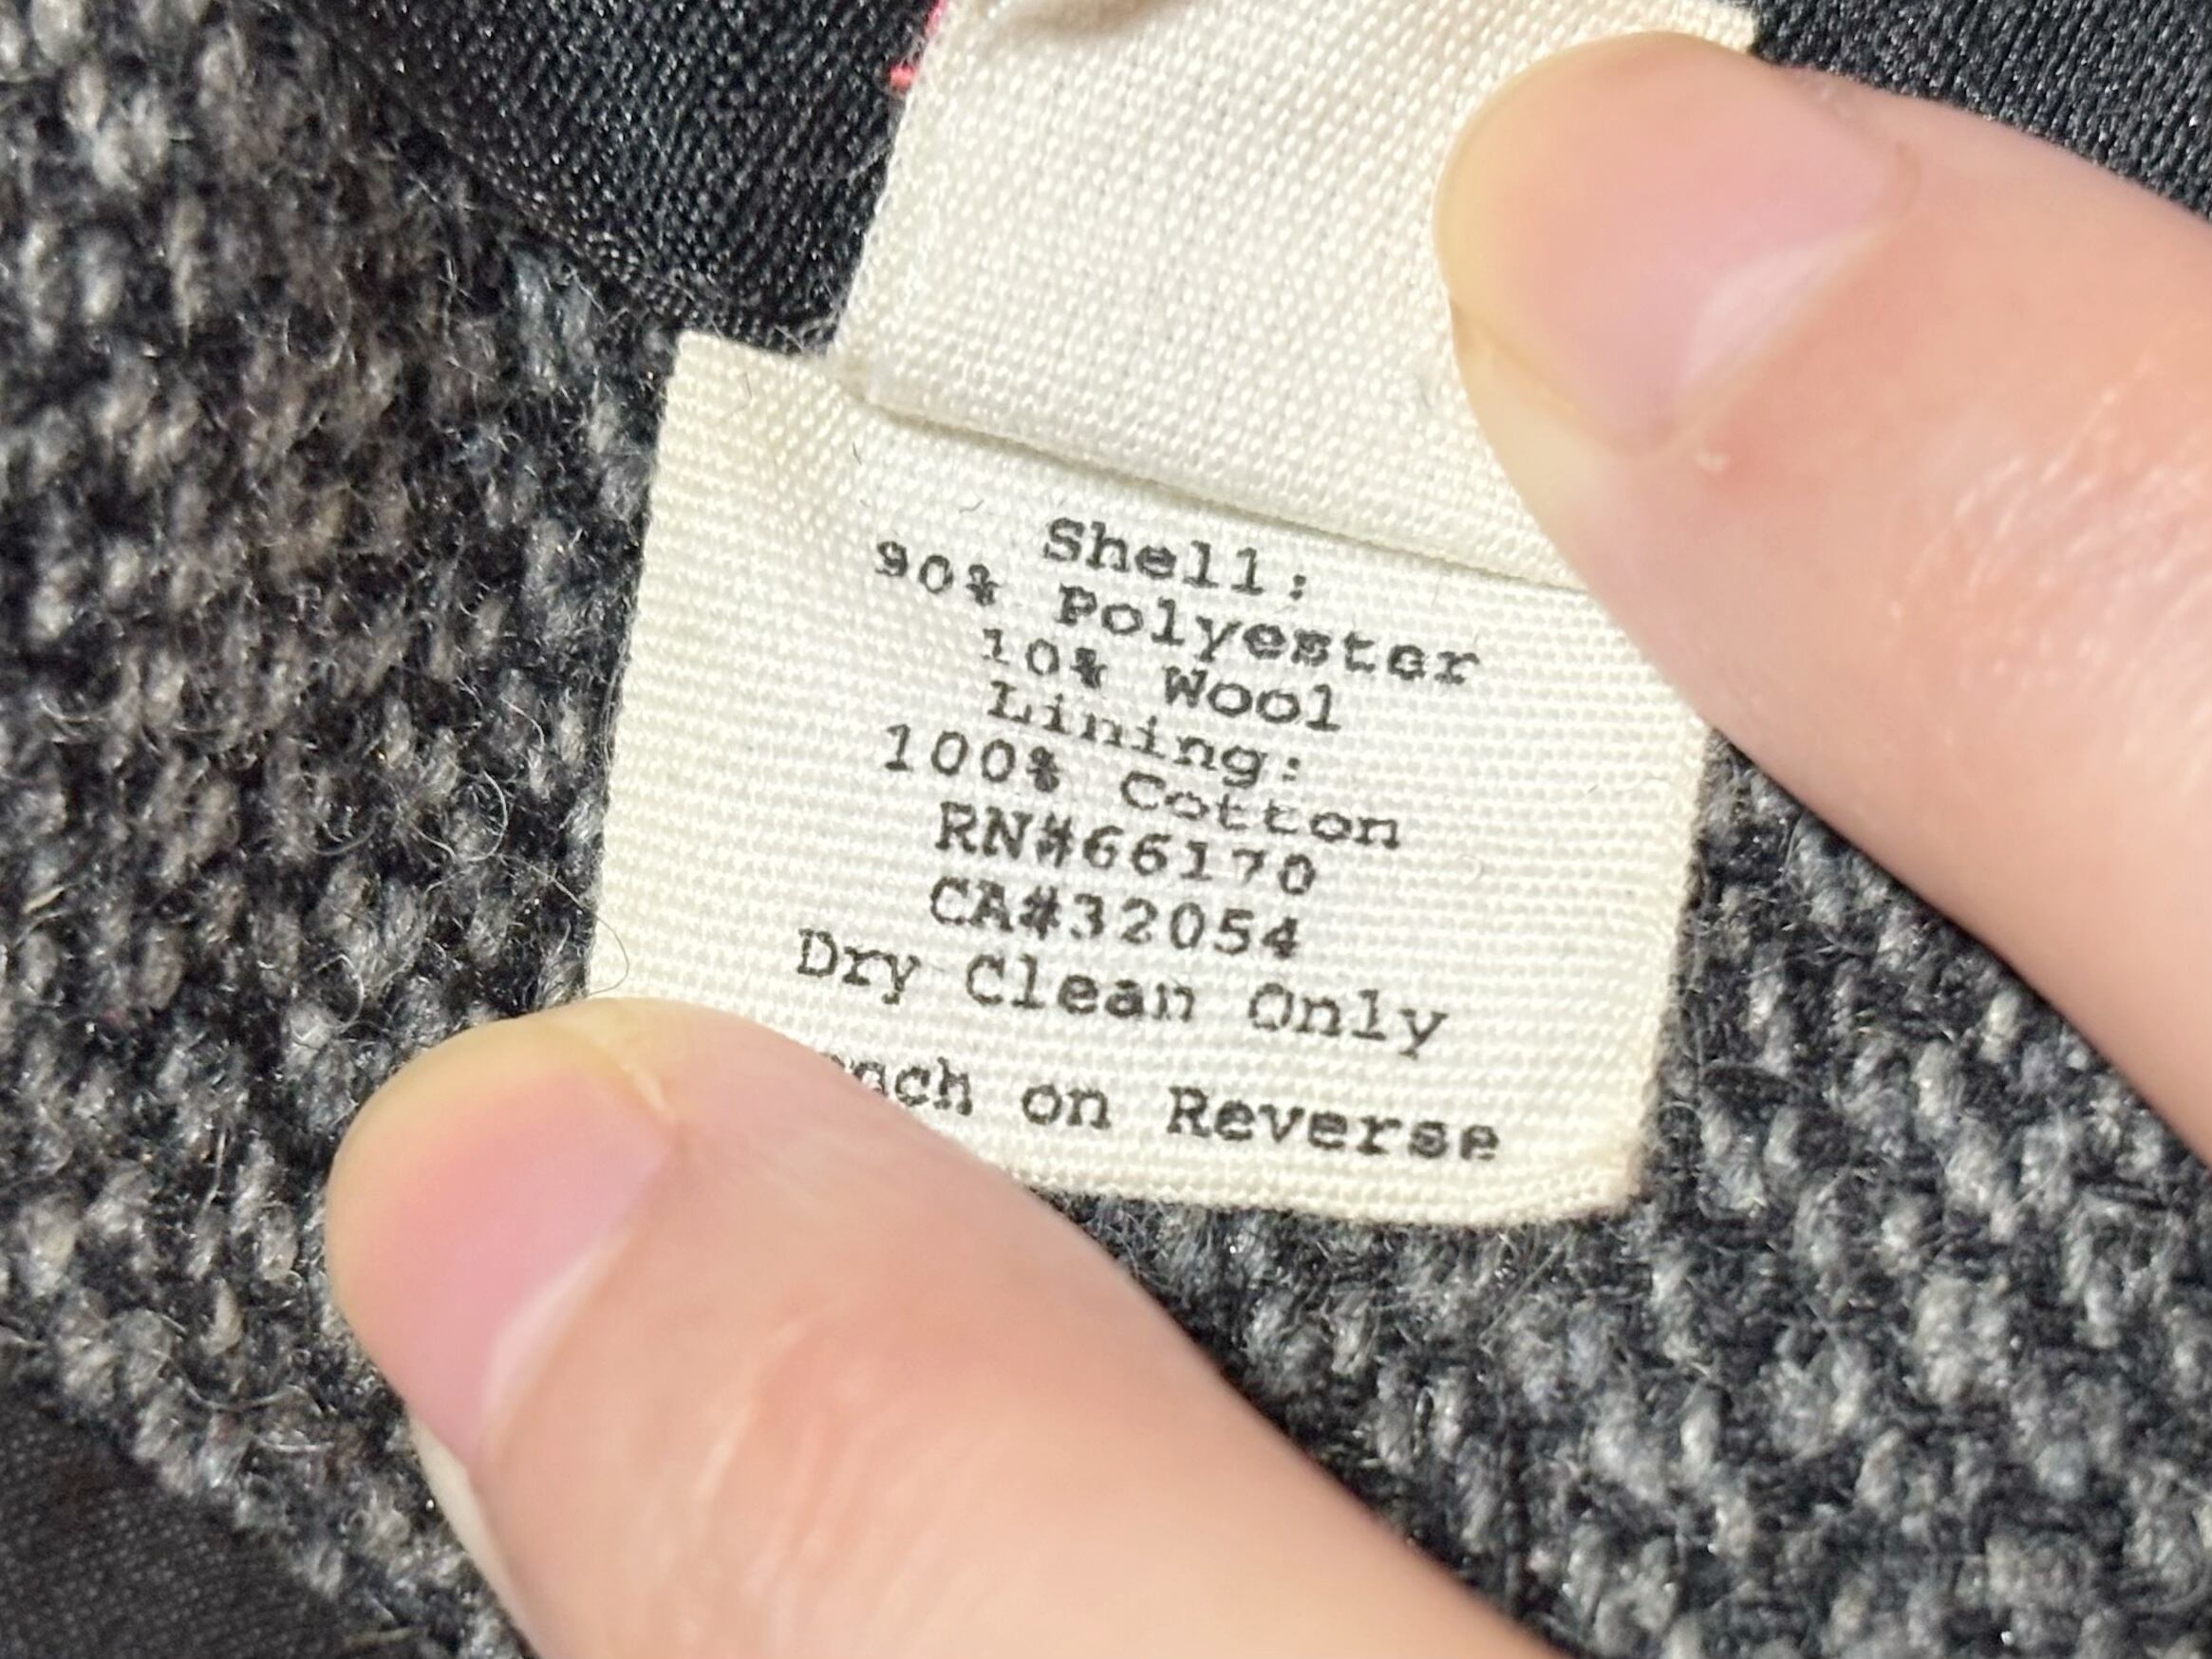 Shell:
90% Polyester
10% Wool
Lining:
100% Cotton
RN#66170
CA#32054
Dry Clean Only
on Reverse